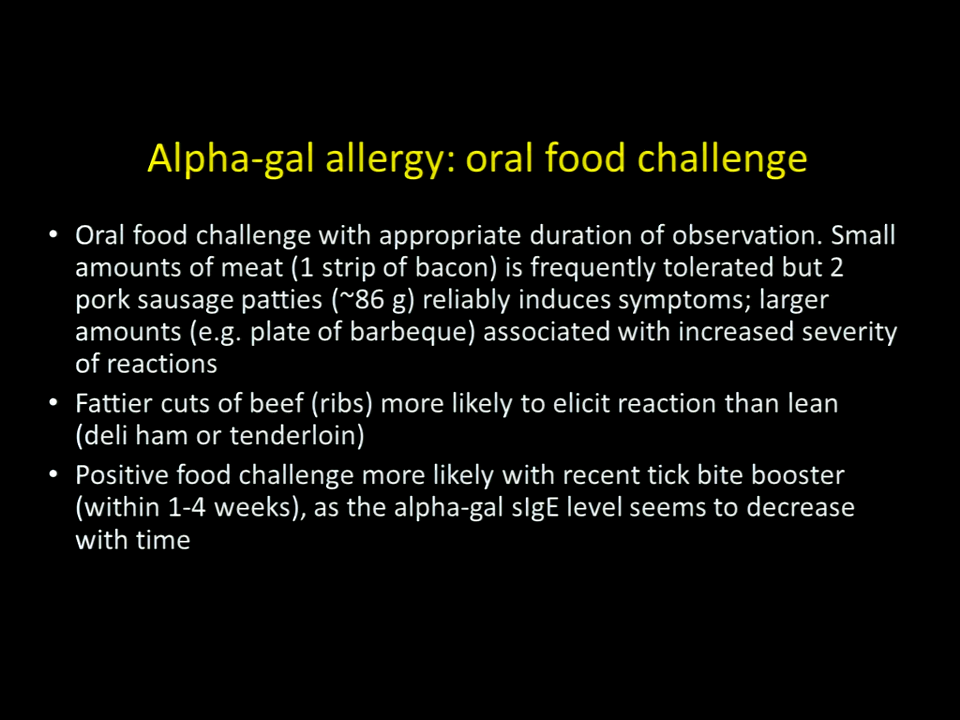 Alpha-gal allergy: oral food challenge
• Oral food challenge with appropriate duration of observation. Small
amounts of meat (1 strip of bacon) is frequently tolerated but 2
pork sausage patties (~86 g) reliably induces symptoms; larger
amounts (e.g. plate of barbeque) associated with increased severity
of reactions
• Fattier cuts of beef (ribs) more likely to elicit reaction than lean
(deli ham or tenderloin)
• Positive food challenge more likely with recent tick bite booster
(within 1-4 weeks), as the alpha-gal sIgE level seems to decrease
with time